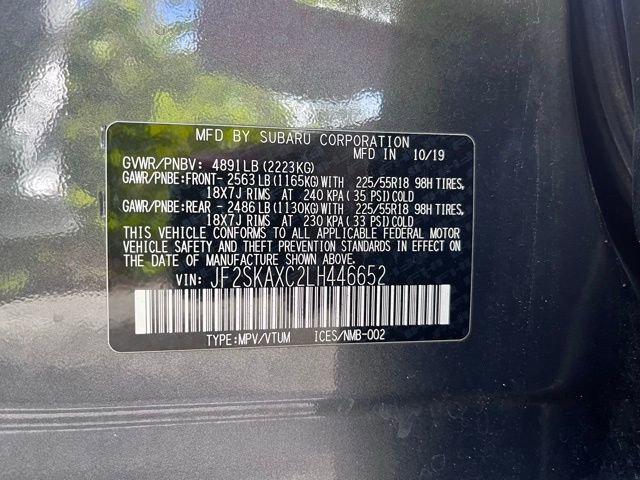 MFD BY SUBARU CORPORATION
MFD IN 10/19
GVWR/PNBV: 4891LB (2223KG)
GAWR/PNBE:FRONT- 2563LB (1165KG)WITH 225/55R18 98H TIRES,
18X7J RIMS AT 240 KPA ( 35 PSI) COLD
GAWR/PNBE:REAR - 2486LB (1130KG)WITH 225/55R18 98H TIRES,
18X7J RIMS AT 230 KPA ( 33 PSI) COLD
THIS VEHICLE CONFORMS TO ALL APPLICABLE FEDERAL MOTOR
VEHICLE SAFETY AND THEFT PREVENTION STANDARDS IN EFFECT ON
THE DATE OF MANUFACTURE SHOWN ABOVE.
VIN: JF2SKAXC2LH446652
TYPE:MPV/VTUM ICES/NMB-002